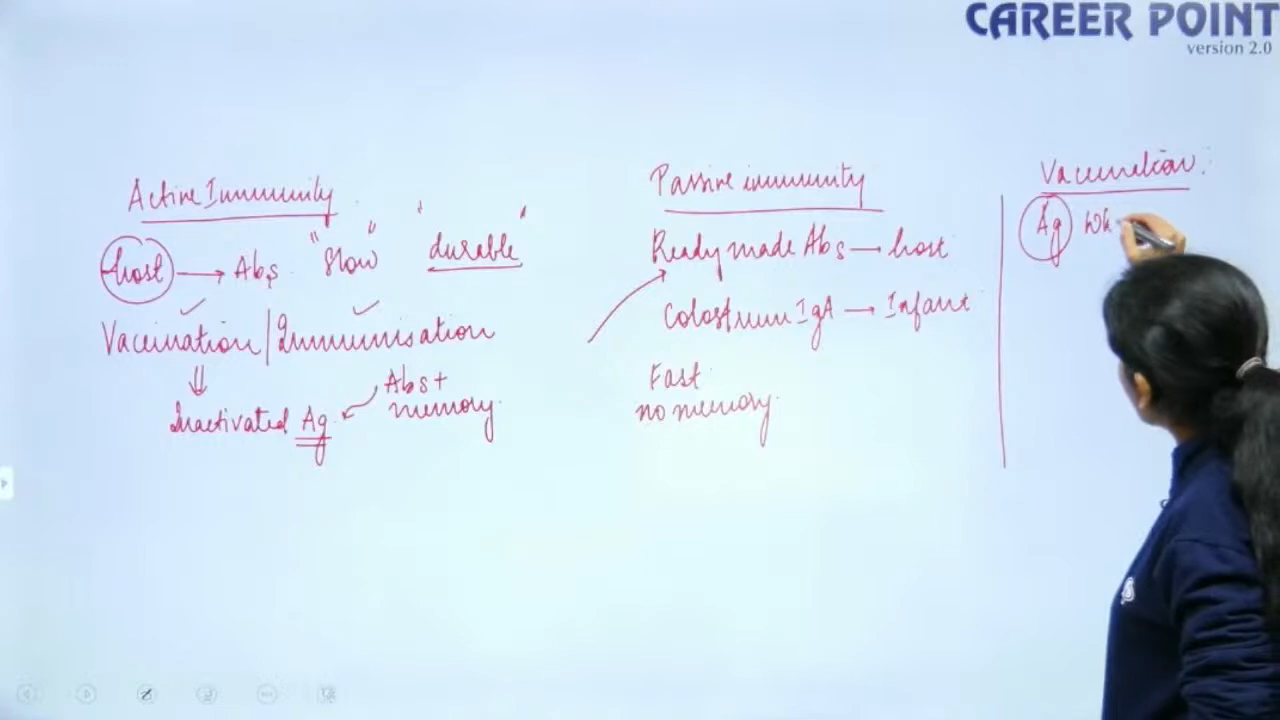 CAREER POINT
version 2.0
Active Immunity
host → Abs "Slow" "durable"
Vaccination/Immunisation
Abs +
memory.
Inactivated Ag
Passive immunity
Ready made Abs → host
Colostrum IgA → Infant
Fast
no memory.
Vaccination:
Ag Wh